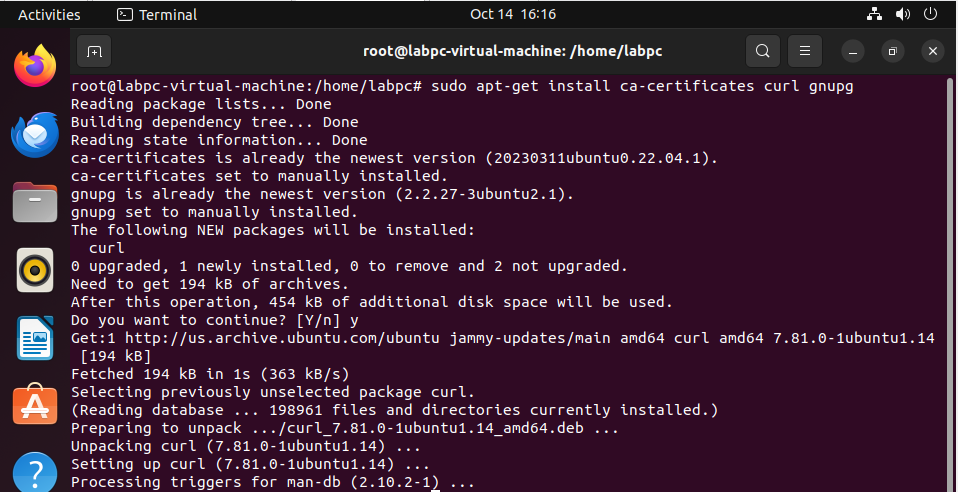 Activities Terminal Oct 14 16:16
root@labpc-virtual-machine: /home/labpc
root@labpc-virtual-machine:/home/labpc# sudo apt-get install ca-certificates curl gnupg
Reading package lists... Done
Building dependency tree... Done
Reading state information... Done
ca-certificates is already the newest version (20230311ubuntu0.22.04.1).
ca-certificates set to manually installed.
gnupg is already the newest version (2.2.27-3ubuntu2.1).
gnupg set to manually installed.
The following NEW packages will be installed:
  curl
0 upgraded, 1 newly installed, 0 to remove and 2 not upgraded.
Need to get 194 kB of archives.
After this operation, 454 kB of additional disk space will be used.
Do you want to continue? [Y/n] y
Get:1 http://us.archive.ubuntu.com/ubuntu jammy-updates/main amd64 curl amd64 7.81.0-1ubuntu1.14
 [194 kB]
Fetched 194 kB in 1s (363 kB/s)
Selecting previously unselected package curl.
(Reading database ... 198961 files and directories currently installed.)
Preparing to unpack .../curl_7.81.0-1ubuntu1.14_amd64.deb ...
Unpacking curl (7.81.0-1ubuntu1.14) ...
Setting up curl (7.81.0-1ubuntu1.14) ...
Processing triggers for man-db (2.10.2-1) ...